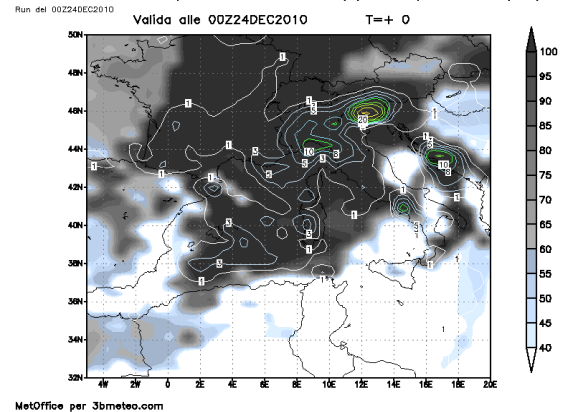 Run del 00Z24DEC2010
Valida alle 00Z24DEC2010 T=+ 0
50N
48N
46N
44N
42N
40N
38N
36N
34N
32N
4W 2W 0 2E 4E 6E 8E 10E 12E 14E 16E 18E 20E
100
95
90
85
80
75
70
65
60
55
50
45
40
MetOffice per 3bmeteo.com